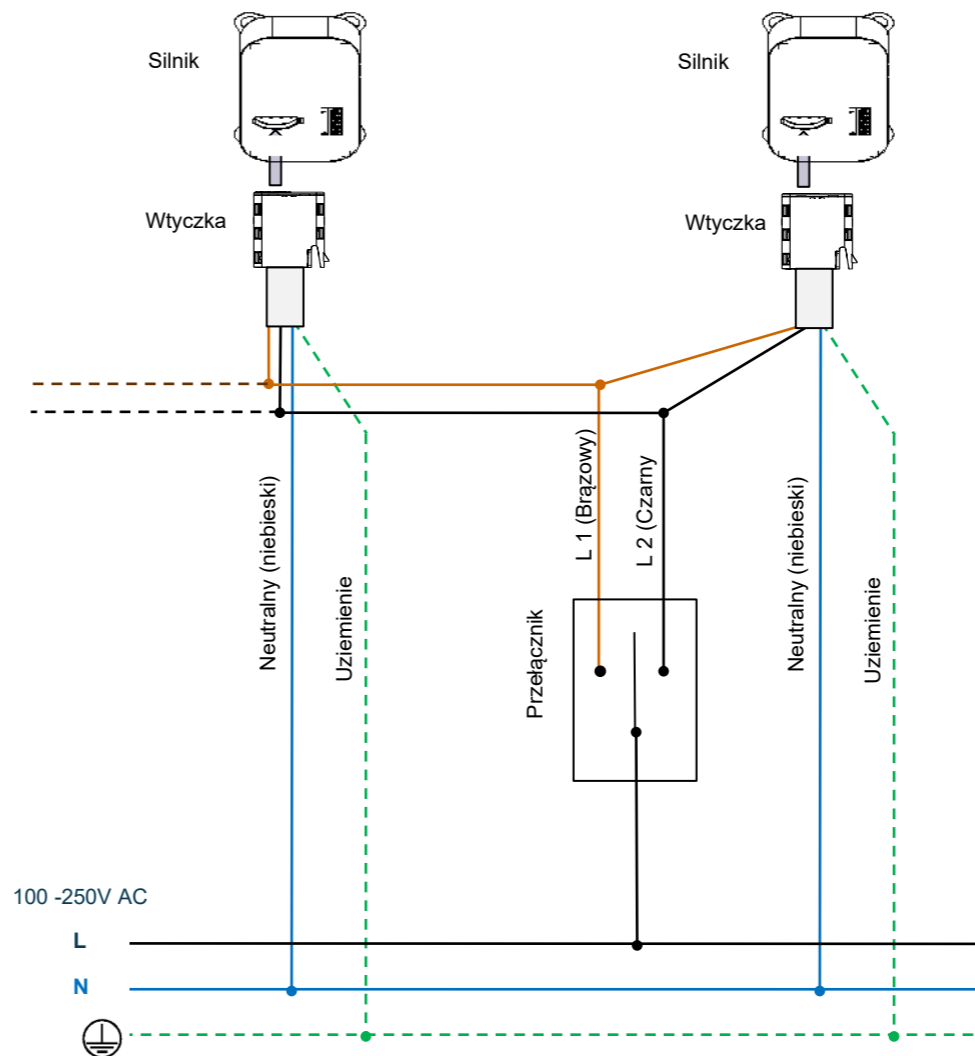 Silnik
Silnik
Wtyczka
Wtyczka
L 1 (Brązowy)
L 2 (Czarny)
Neutralny (niebieski)
Uziemienie
Neutralny (niebieski)
Uziemienie
Przełącznik
100 -250V AC
L
N